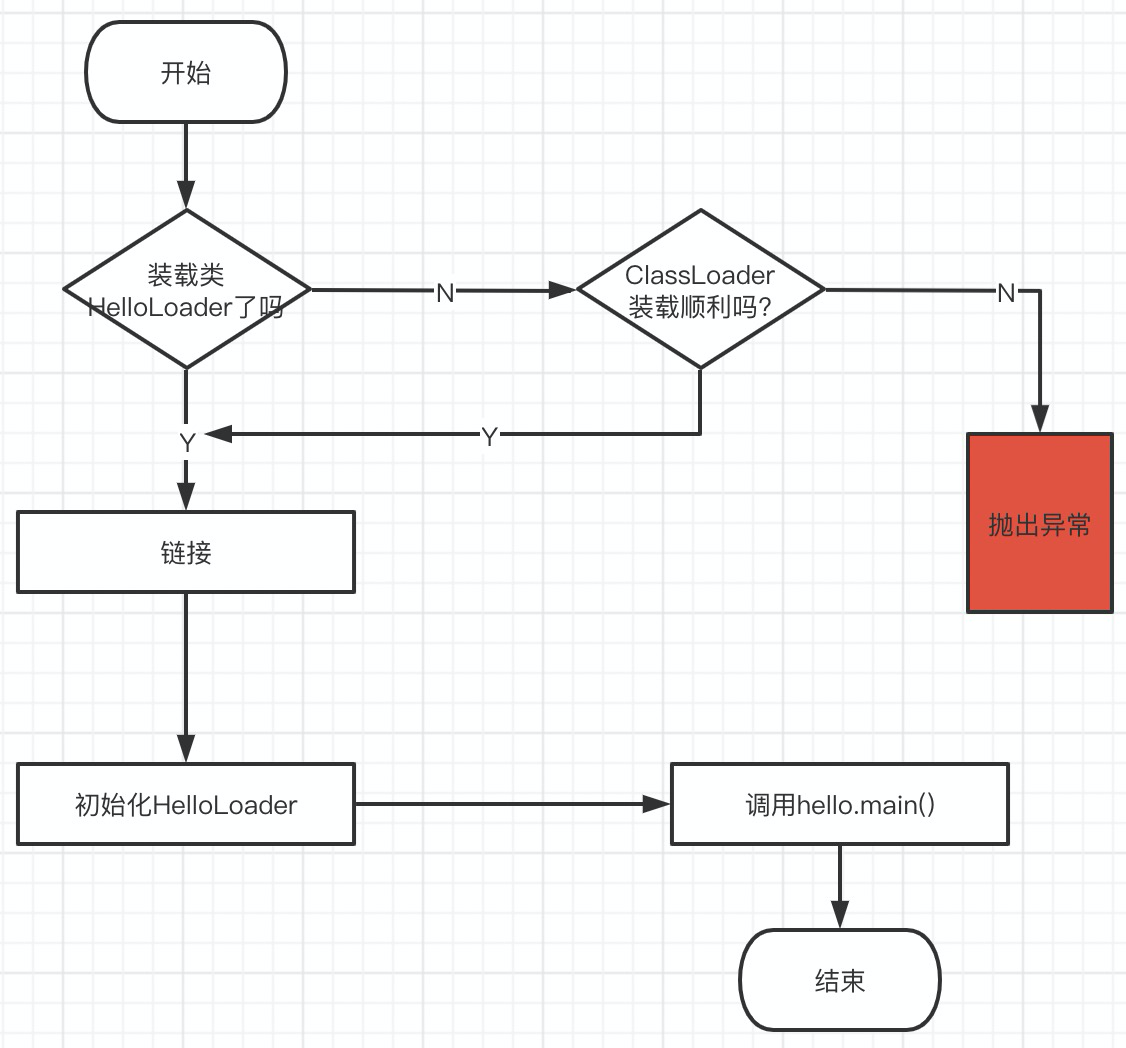 开始
装载类
HelloLoader了吗
N
ClassLoader
装载顺利吗?
N
Y
Y
链接
抛出异常
初始化HelloLoader
调用hello.main()
结束